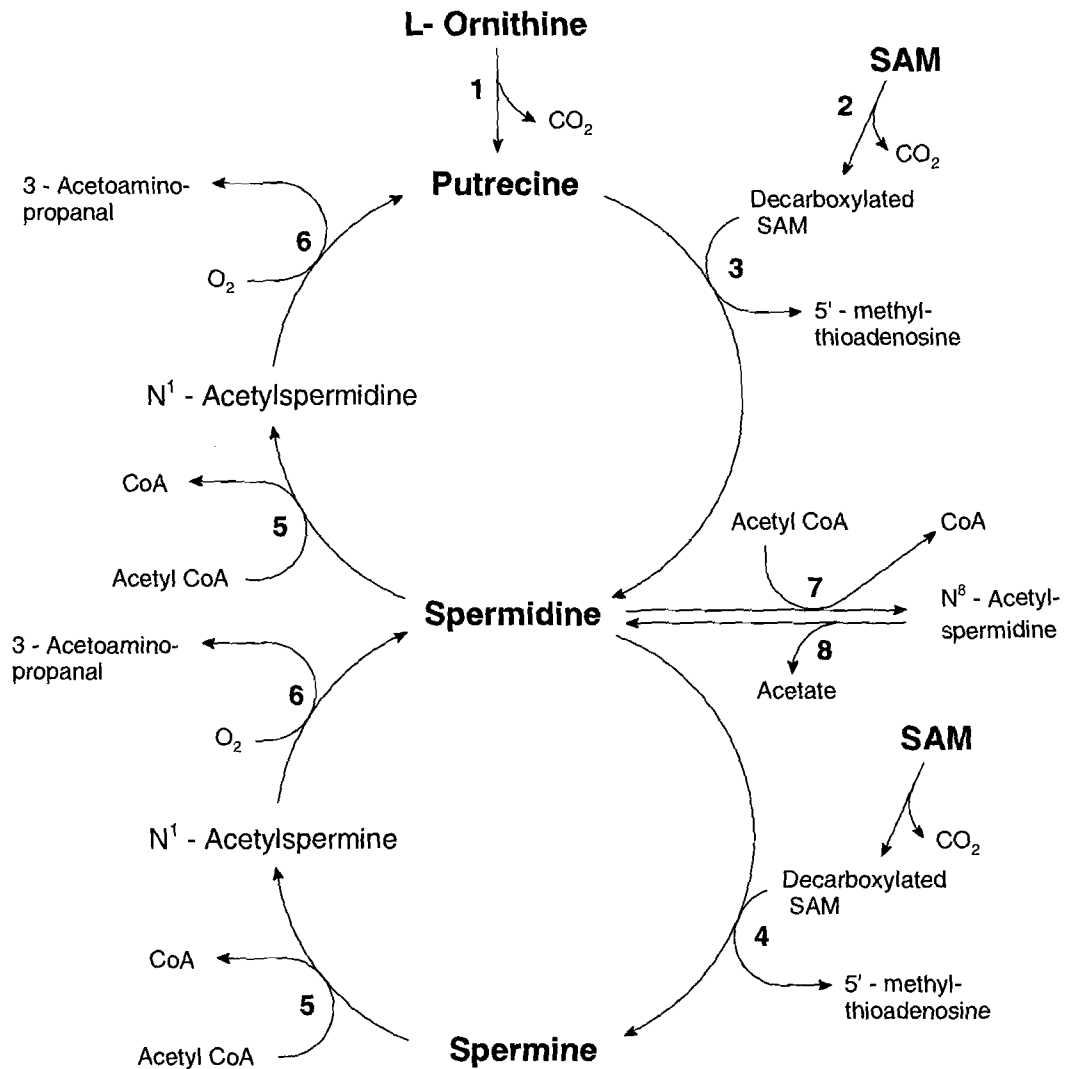 L- Ornithine
SAM
1
2
CO2
CO2
3 - Acetoamino-
propanal
Putrecine
Decarboxylated
SAM
6
3
O2
5' - methyl-
thioadenosine
N1 - Acetylspermidine
CoA
5
Acetyl CoA
CoA
Acetyl CoA
7
Spermidine
N8 - Acetyl-
spermidine
3 - Acetoamino-
propanal
8
Acetate
6
O2
SAM
N1 - Acetylspermine
CO2
Decarboxylated
SAM
4
CoA
5' - methyl-
thioadenosine
5
Acetyl CoA
Spermine